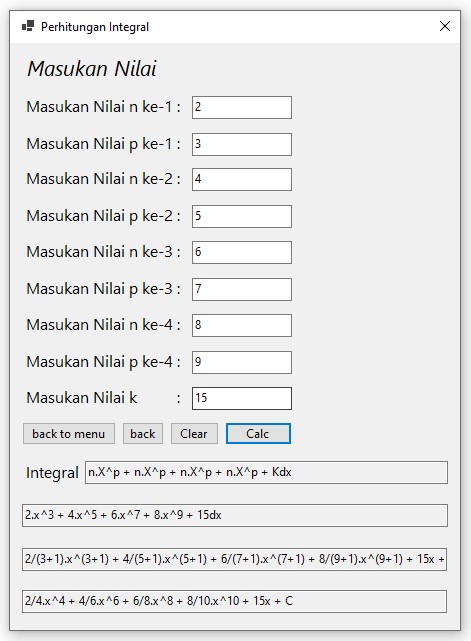 Perhitungan Integral
Masukan Nilai
Masukan Nilai n ke-1 : 2
Masukan Nilai p ke-1 : 3
Masukan Nilai n ke-2 : 4
Masukan Nilai p ke-2 : 5
Masukan Nilai n ke-3 : 6
Masukan Nilai p ke-3 : 7
Masukan Nilai n ke-4 : 8
Masukan Nilai p ke-4 : 9
Masukan Nilai k : 15
back to menu back Clear Calc
Integral n.X^p + n.X^p + n.X^p + n.X^p + Kdx
2.x^3 + 4.x^5 + 6.x^7 + 8.x^9 + 15dx
2/(3+1).x^(3+1) + 4/(5+1).x^(5+1) + 6/(7+1).x^(7+1) + 8/(9+1).x^(9+1) + 15x +
2/4.x^4 + 4/6.x^6 + 6/8.x^8 + 8/10.x^10 + 15x + C